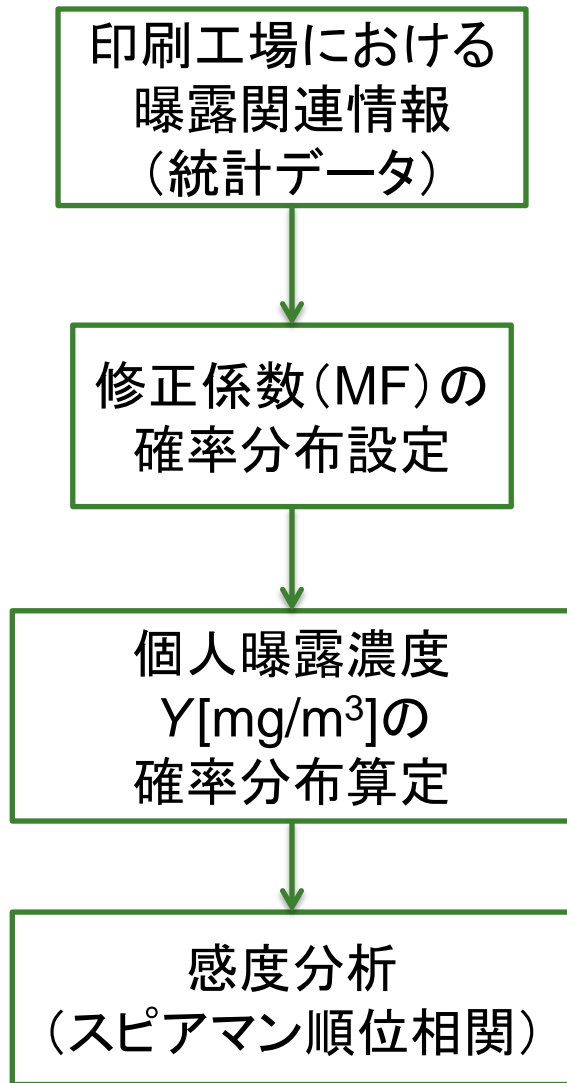 印刷工場における
曝露関連情報
（統計データ）
修正係数（MF）の
確率分布設定
個人曝露濃度
Y[mg/m³]の
確率分布算定
感度分析
（スピアマン順位相関）